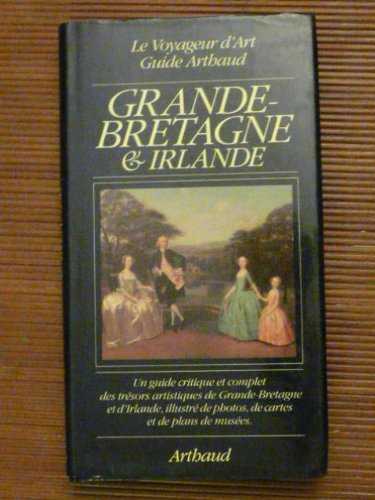 Le Voyageur d'Art
Guide Arthaud
GRANDE-
BRETAGNE
& IRLANDE
Un guide critique et complet
des trésors artistiques de Grande-Bretagne
et d'Irlande, illustré de photos, de cartes
et de plans de musées.
Arthaud